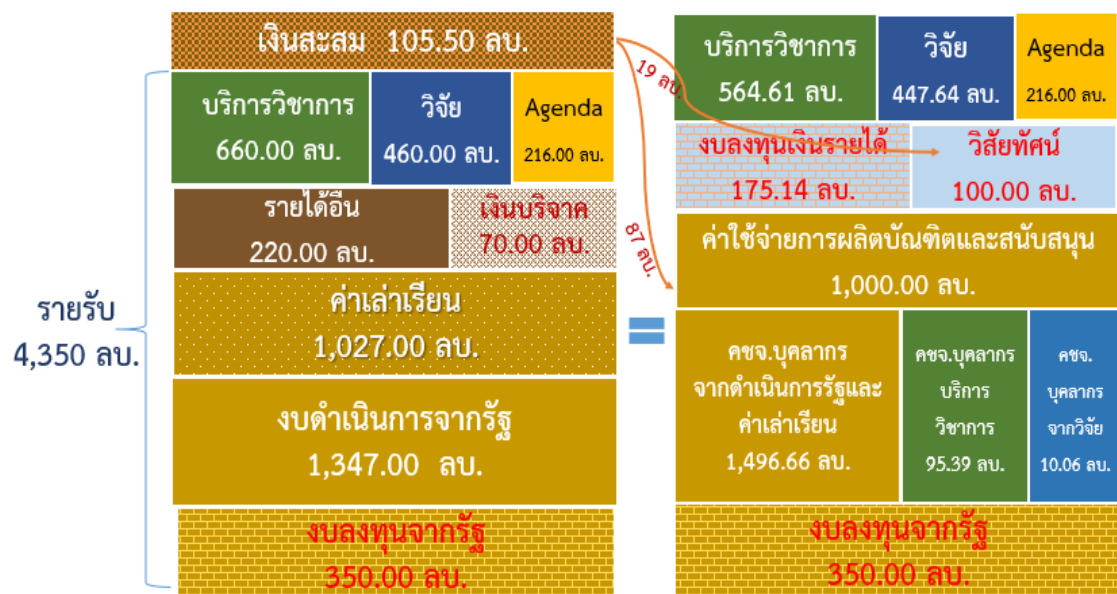 เงินสะสม 105.50 ลบ.
บริการวิชาการ
660.00 ลบ.
วิจัย
460.00 ลบ.
Agenda
216.00 ลบ.
รายได้อื่น
220.00 ลบ.
เงินบริจาค
70.00 ลบ.
ค่าเล่าเรียน
1,027.00 ลบ.
งบดำเนินการจากรัฐ
1,347.00 ลบ.
งบลงทุนจากรัฐ
350.00 ลบ.
รายรับ
4,350 ลบ.
19 ลบ.
87 ลบ.
บริการวิชาการ
564.61 ลบ.
วิจัย
447.64 ลบ.
Agenda
216.00 ลบ.
งบลงทุนเงินรายได้
175.14 ลบ.
วิสัยทัศน์
100.00 ลบ.
ค่าใช้จ่ายการผลิตบัณฑิตและสนับสนุน
1,000.00 ลบ.
คชจ.บุคลากร
จากดำเนินการรัฐและ
ค่าเล่าเรียน
1,496.66 ลบ.
คชจ.บุคลากร
บริการ
วิชาการ
95.39 ลบ.
คชจ.
บุคลากร
จากวิจัย
10.06 ลบ.
งบลงทุนจากรัฐ
350.00 ลบ.